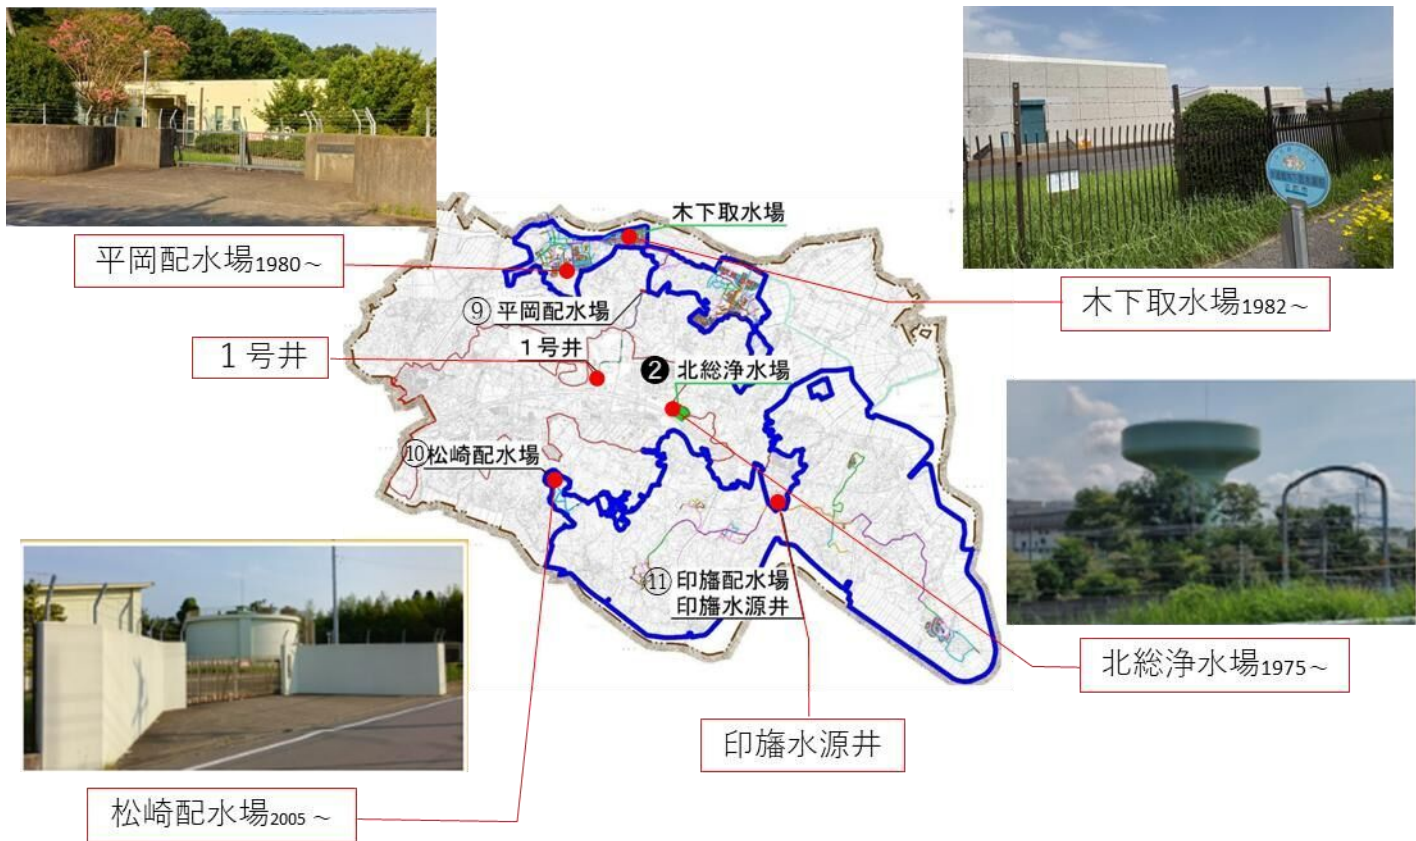 木下取水場
平岡配水場1980～
木下取水場1982～
⑨平岡配水場
１号井
１号井
❷北総浄水場
⑩松崎配水場
⑪印旛配水場
印旛水源井
北総浄水場1975～
印旛水源井
松崎配水場2005～